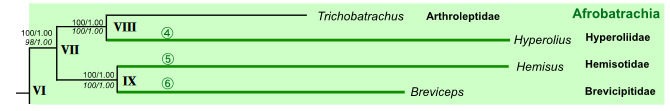 Trichobatrachus Arthroleptidae Afrobatrachia
100/1.00
100/1.00
VIII
④
Hyperolius Hyperoliidae
100/1.00
98/1.00
VII
⑤
Hemisus Hemisotidae
100/1.00
100/1.00
IX
⑥
VI
Breviceps Brevicipitidae